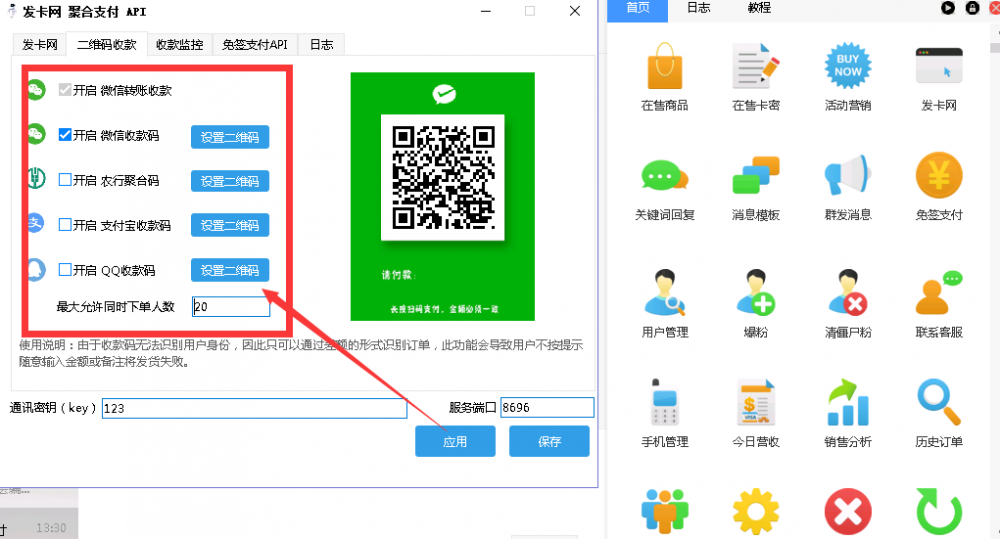 发卡网 聚合支付 API
发卡网 二维码收款 收款监控 免签支付API 日志
开启 微信转账收款
开启 微信收款码 设置二维码
开启 农行聚合码 设置二维码
支
开启 支付宝收款码 设置二维码
开启 QQ收款码 设置二维码
最大允许同时下单人数 20
请付款:
长按扫码支付,金额必须一致
使用说明:由于收款码无法识别用户身份,因此只可以通过差额的形式识别订单,此功能会导致用户不按提示
随意输入金额或备注将发货失败。
通讯密钥(key) 123 服务端口 8696
应用 保存
13:30
首页 日志 教程
BUY
NOW
在售商品 在售卡密 活动营销 发卡网
¥
关键词回复 消息模板 群发消息 免签支付
用户管理 爆粉 清僵尸粉 联系客服
$
VISA
手机管理 今日营收 销售分析 历史订单